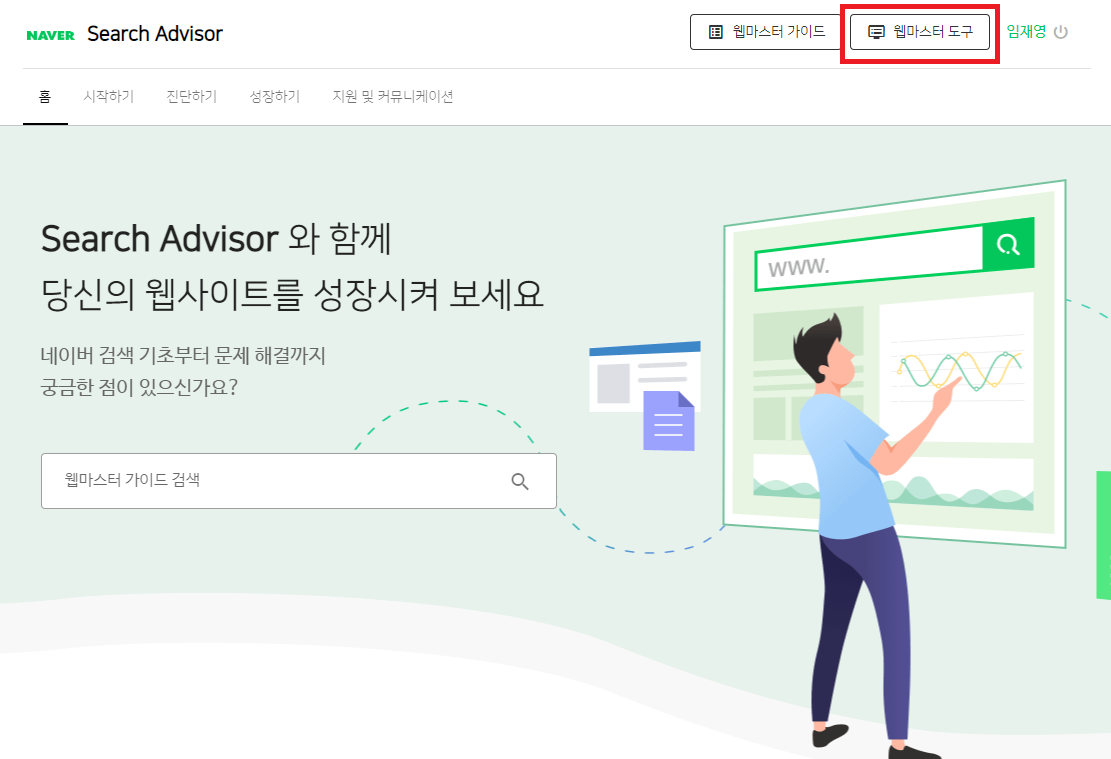 NAVER Search Advisor
웹마스터 가이드
웹마스터 도구
임재영
홈
시작하기
진단하기
성장하기
지원 및 커뮤니케이션
Search Advisor 와 함께
당신의 웹사이트를 성장시켜 보세요
네이버 검색 기초부터 문제 해결까지
궁금한 점이 있으신가요?
웹마스터 가이드 검색
www.